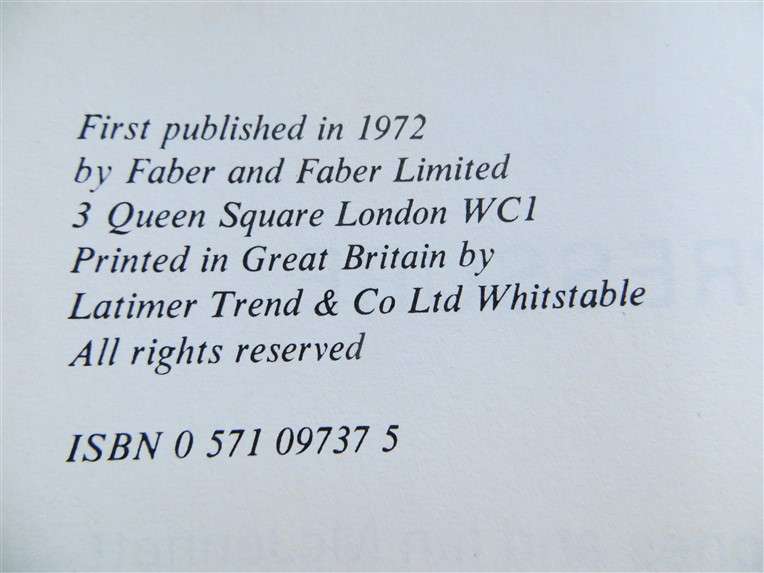 First published in 1972
by Faber and Faber Limited
3 Queen Square London WC1
Printed in Great Britain by
Latimer Trend & Co Ltd Whitstable
All rights reserved
ISBN 0 571 09737 5